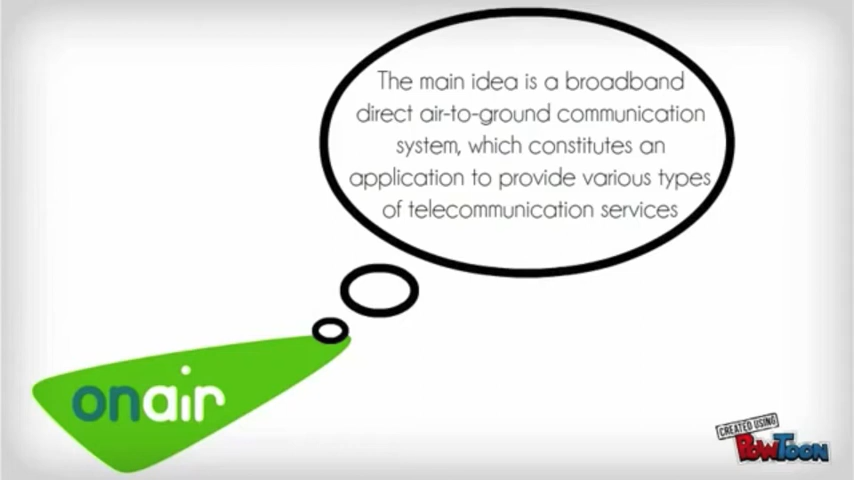 The main idea is a broadband
direct air-to-ground communication
system, which constitutes an
application to provide various types
of telecommunication services
onair
CREATED USING
POWTOON